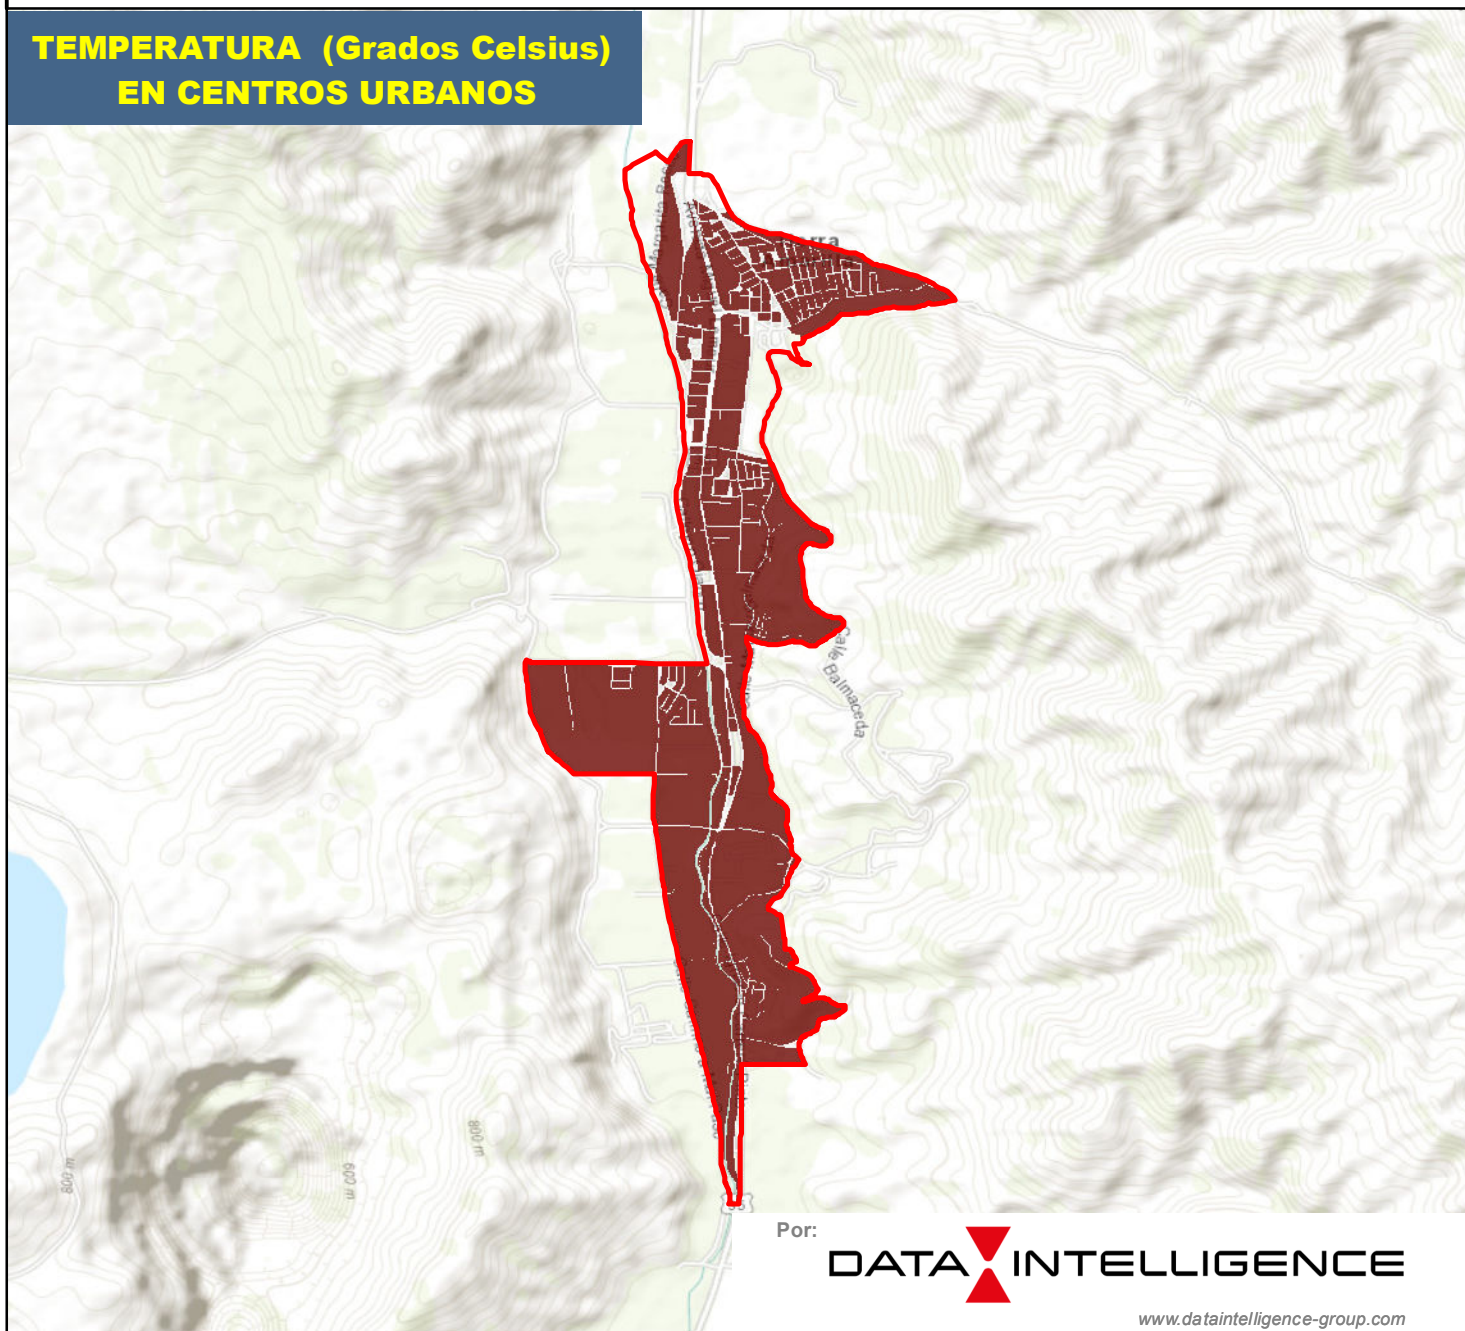 TEMPERATURA (Grados Celsius)
EN CENTROS URBANOS
Calle Balmaceda
800 m
600 m
800 m
Por:
DATA INTELLIGENCE
www.dataintelligence-group.com